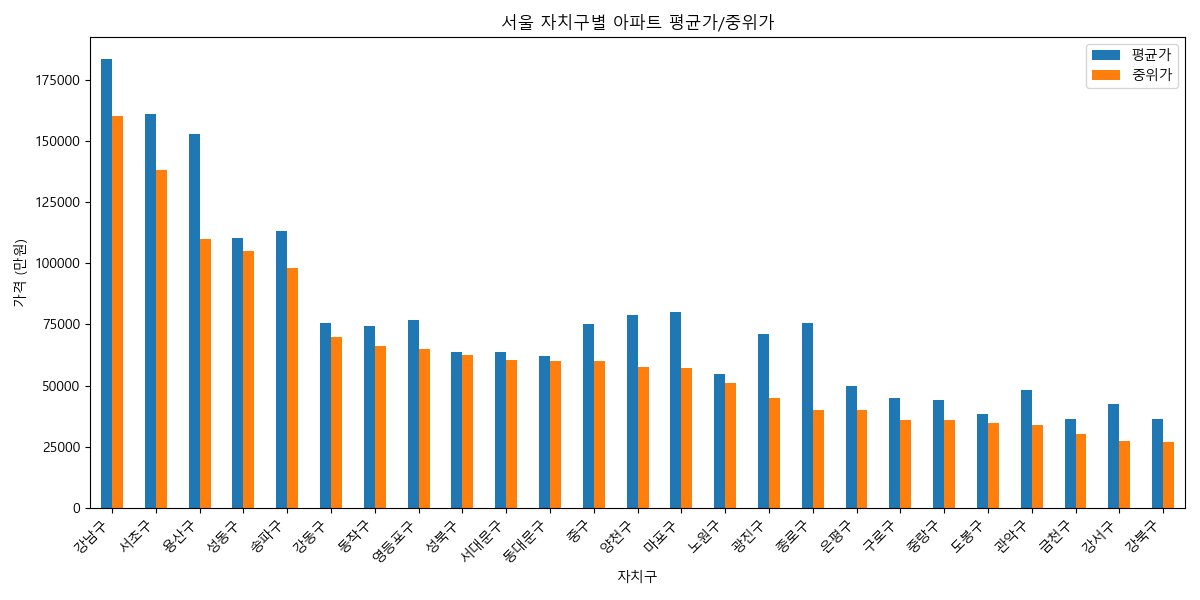 서울 자치구별 아파트 평균가/중위가
평균가
중위가
가격 (만원)
175000
150000
125000
100000
75000
50000
25000
0
강남구
서초구
용산구
성동구
송파구
강동구
동작구
영등포구
성북구
서대문구
동대문구
중구
양천구
마포구
노원구
광진구
종로구
은평구
구로구
중랑구
도봉구
관악구
금천구
강서구
강북구
자치구